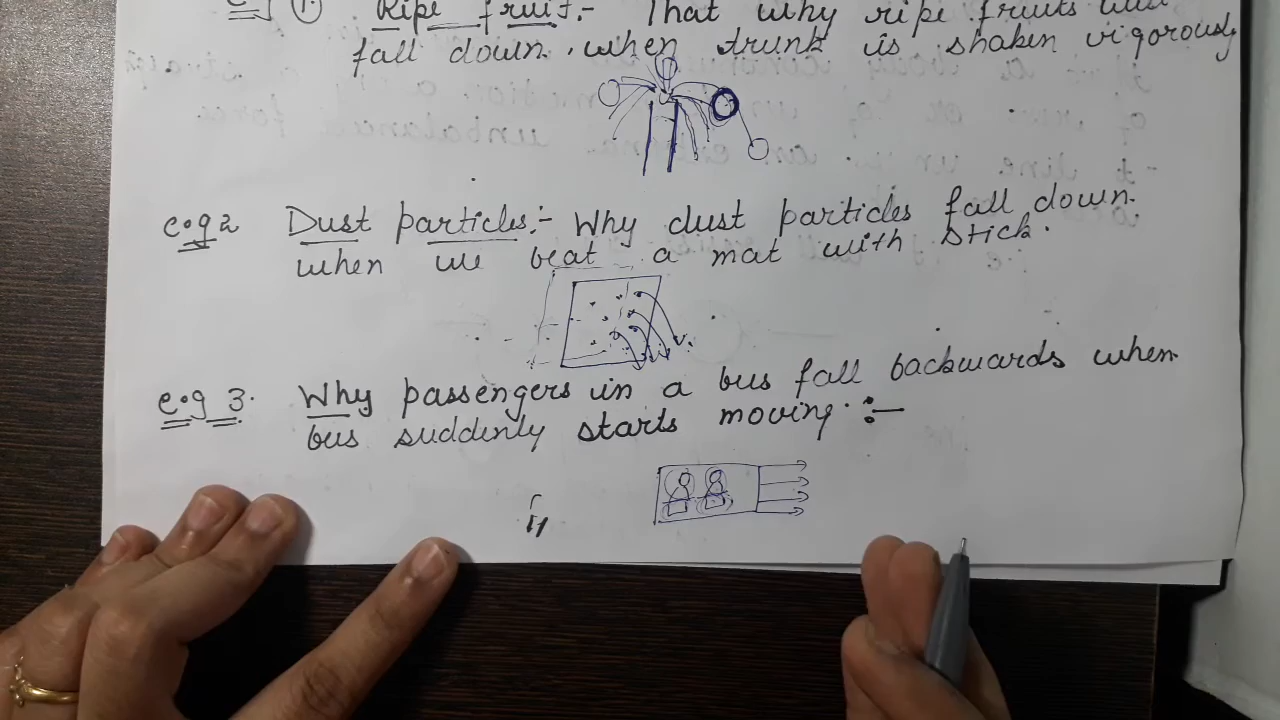 e.g 1. Ripe fruit:- That why ripe fruits
fall down. when trunk is shaken vigorously
e.g 2 Dust particles:- Why dust particles fall down.
when we beat a mat with stick.
e.g 3. Why passengers in a bus fall backwards when
bus suddenly starts moving. :-